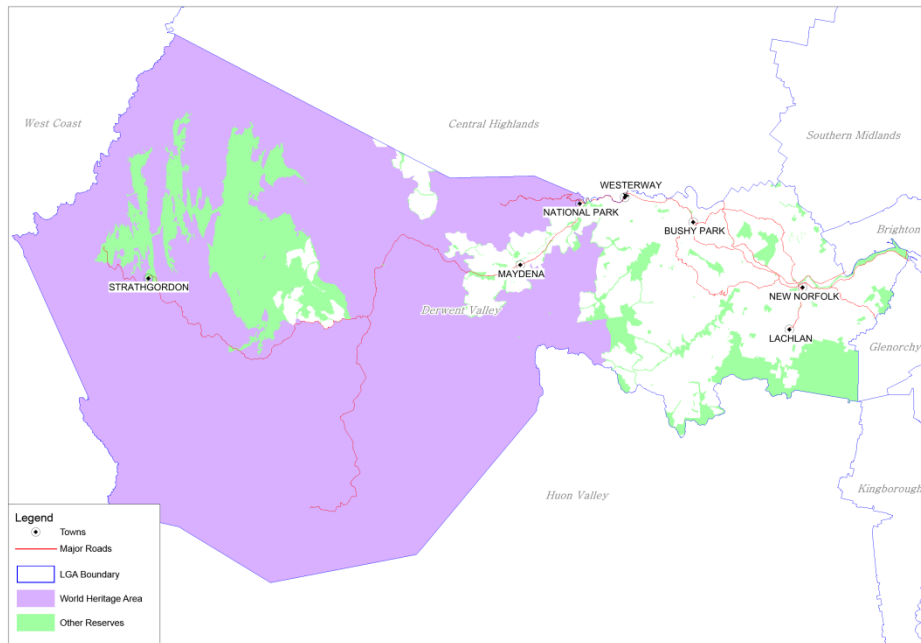 West Coast
Central Highlands
Southern Midlands
WESTERWAY
NATIONAL PARK
BUSHY PARK
Brighton
MAYDENA
STRATHGORDON
NEW NORFOLK
Derwent Valley
LACHLAN
Glenorchy
Huon Valley
Kingborough
Legend
Towns
Major Roads
LGA Boundary
World Heritage Area
Other Reserves